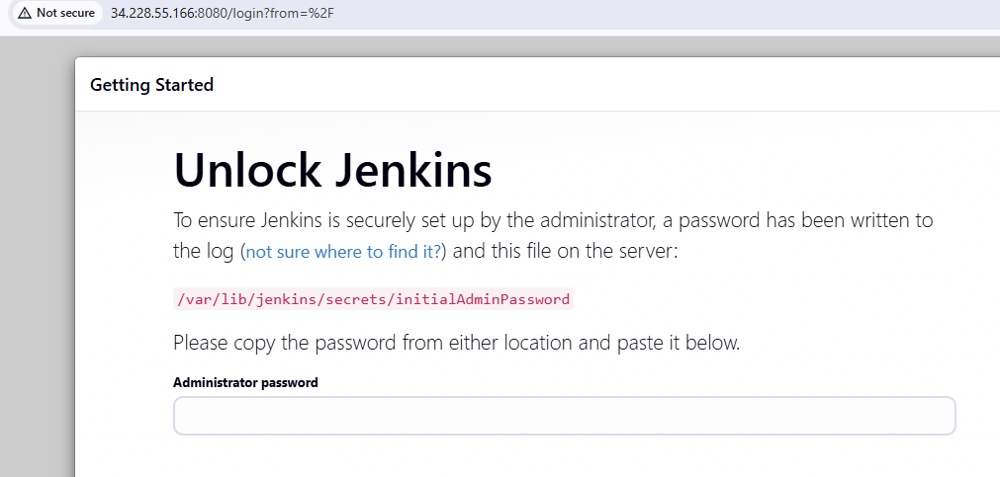 Not secure 34.228.55.166:8080/login?from=%2F
Getting Started
Unlock Jenkins
To ensure Jenkins is securely set up by the administrator, a password has been written to
the log (not sure where to find it?) and this file on the server:
/var/lib/jenkins/secrets/initialAdminPassword
Please copy the password from either location and paste it below.
Administrator password